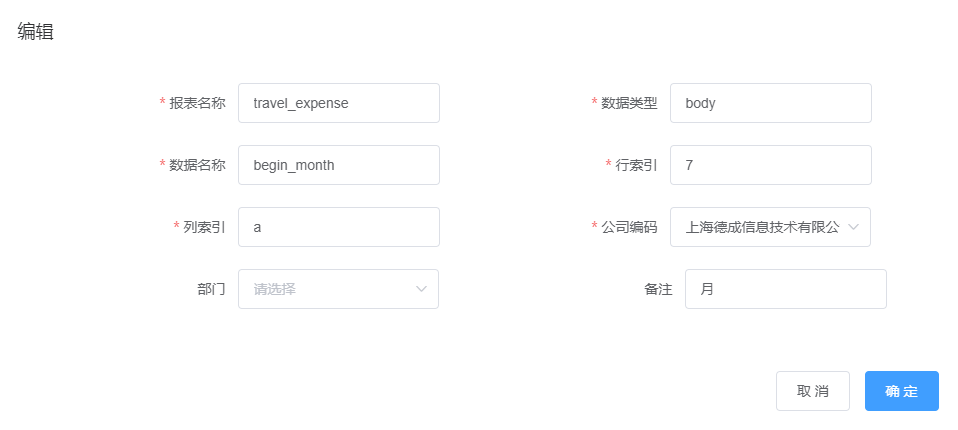 编辑
* 报表名称 travel_expense * 数据类型 body
* 数据名称 begin_month * 行索引 7
* 列索引 a * 公司编码 上海德成信息技术有限公
部门 请选择 备注 月
取 消 确 定